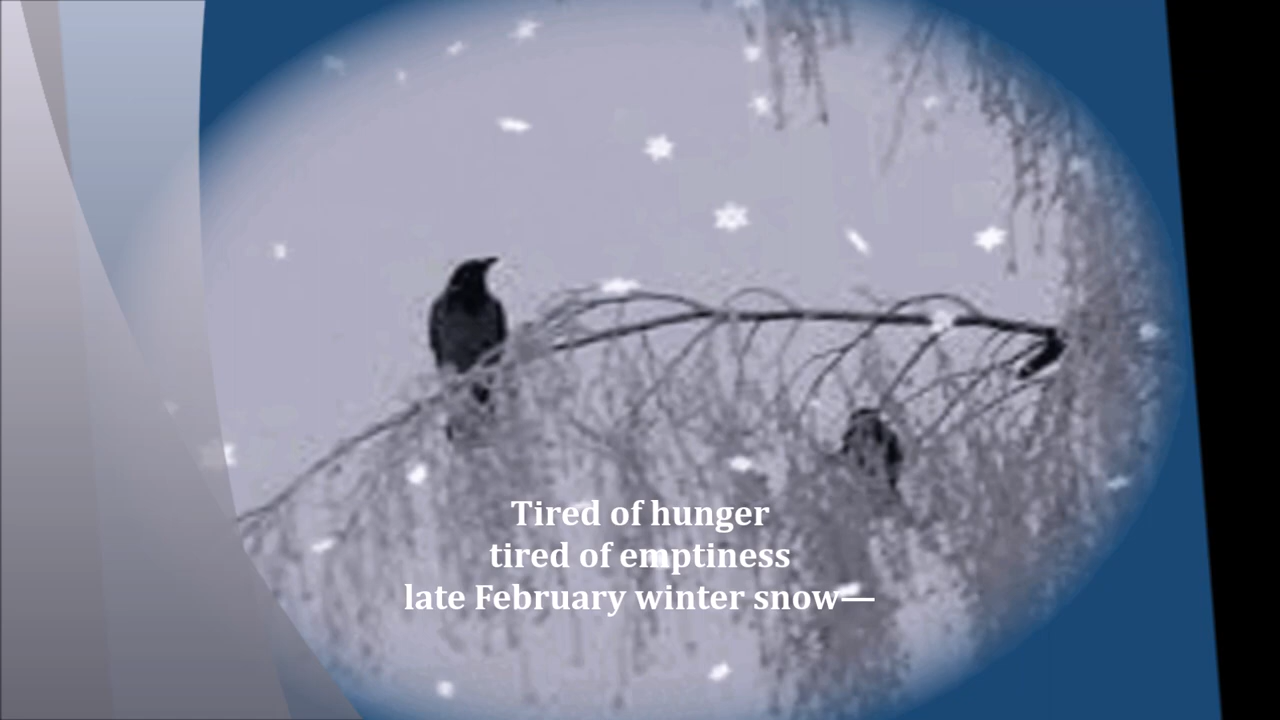 Tired of hunger
tired of emptiness
late February winter snow—